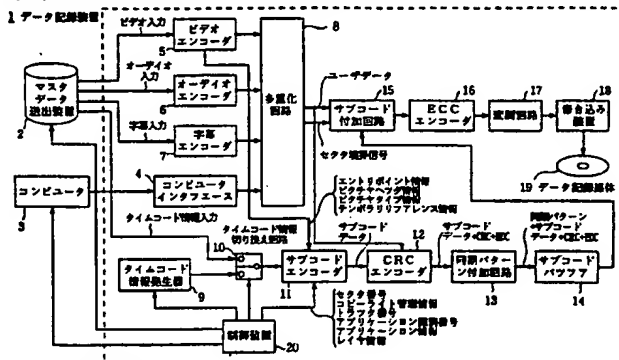 1 データ記録装置
ビデオ入力
ビデオ
エンコーダ
5
8
オーディオ
入力
オーディオ
エンコーダ
6
マスタ
データ
送出装置
2
字幕入力
字幕
エンコーダ
7
多重化
回路
ユーザデータ
15
サブコード
付加回路
16
ECC
エンコーダ
17
変調回路
18
書き込み
装置
19 データ記録媒体
セクタ境界信号
コンピュータ
3
4
コンピュータ
インタフェース
エントリポイント情報
ピクチャヘッダ情報
ピクチャタイプ情報
テンポラリリファレンス情報
タイムコード情報入力
タイムコード情報
切り換え回路
10
サブコード
データ
サブコード
エンコーダ
11
12
CRC
エンコーダ
サブコード
データ+CRC+ECC
同期パターン
付加回路
13
同期パターン
+サブコード
データ+CRC+ECC
サブコード
バッファ
14
タイムコード
情報発生器
9
制御装置
20
セクタ番号
コピーライト管理情報
トラック番号
アプリケーション識別番号
アプリケーション情報
レイヤ情報